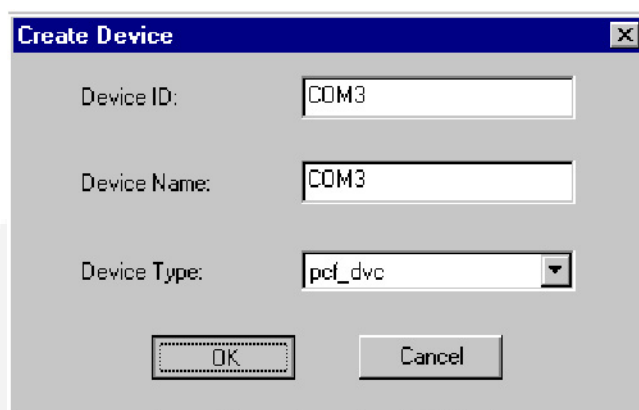 Create Device
Device ID: COM3
Device Name: COM3
Device Type: pcf_dvc
OK Cancel